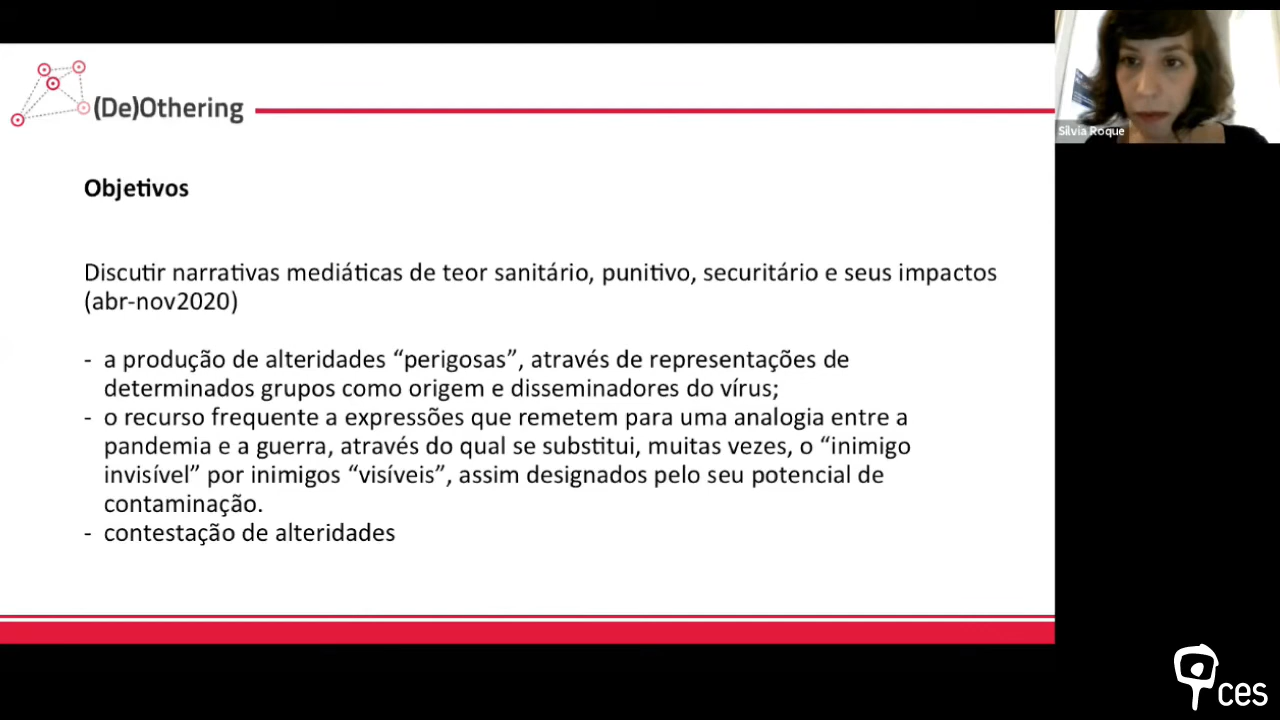 (De)Othering
Silvia Roque
Objetivos
Discutir narrativas mediáticas de teor sanitário, punitivo, securitário e seus impactos
(abr-nov2020)
- a produção de alteridades “perigosas”, através de representações de
determinados grupos como origem e disseminadores do vírus;
- o recurso frequente a expressões que remetem para uma analogia entre a
pandemia e a guerra, através do qual se substitui, muitas vezes, o “inimigo
invisível” por inimigos “visíveis”, assim designados pelo seu potencial de
contaminação.
- contestação de alteridades
ces